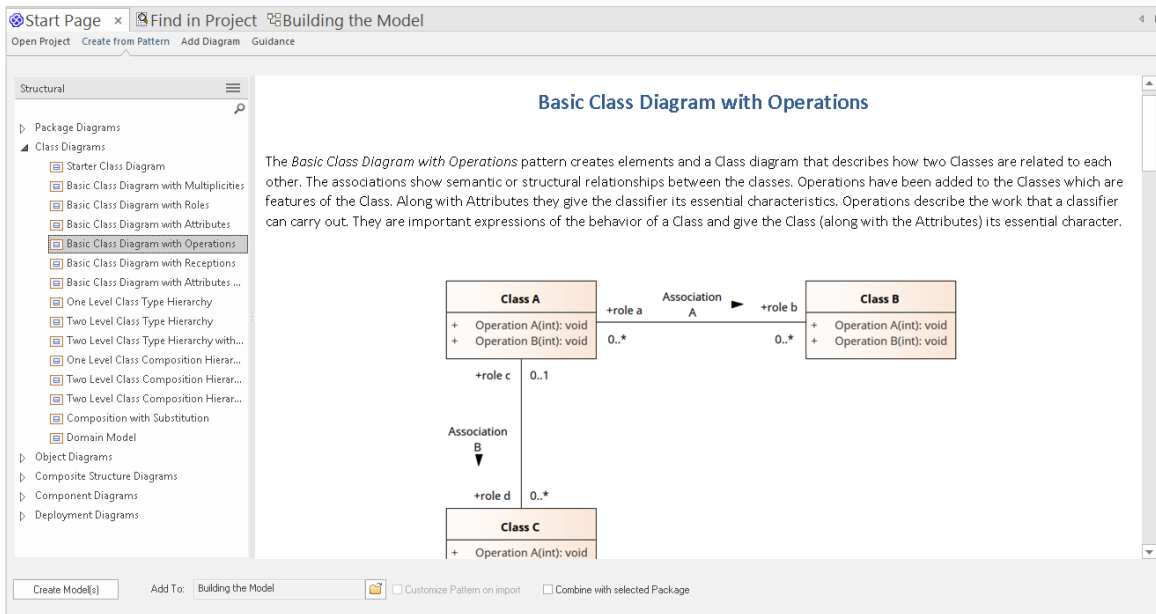 Start Page × Find in Project Building the Model
Open Project Create from Pattern Add Diagram Guidance
Structural
Package Diagrams
Class Diagrams
Starter Class Diagram
Basic Class Diagram with Multiplicities
Basic Class Diagram with Roles
Basic Class Diagram with Attributes
Basic Class Diagram with Operations
Basic Class Diagram with Receptions
Basic Class Diagram with Attributes ...
One Level Class Type Hierarchy
Two Level Class Type Hierarchy
Two Level Class Type Hierarchy with...
One Level Class Composition Hierar...
Two Level Class Composition Hierar...
Two Level Class Composition Hierar...
Composition with Substitution
Domain Model
Object Diagrams
Composite Structure Diagrams
Component Diagrams
Deployment Diagrams
Basic Class Diagram with Operations
The Basic Class Diagram with Operations pattern creates elements and a Class diagram that describes how two Classes are related to each
other. The associations show semantic or structural relationships between the classes. Operations have been added to the Classes which are
features of the Class. Along with Attributes they give the classifier its essential characteristics. Operations describe the work that a classifier
can carry out. They are important expressions of the behavior of a Class and give the Class (along with the Attributes) its essential character.
Class A
+ Operation A(int): void
+ Operation B(int): void
+role a
0..*
Association
A
+role b
0..*
Class B
+ Operation A(int): void
+ Operation B(int): void
+role c 0..1
Association
B
+role d 0..*
Class C
+ Operation A(int): void
Create Model(s) Add To: Building the Model Customize Pattern on import Combine with selected Package